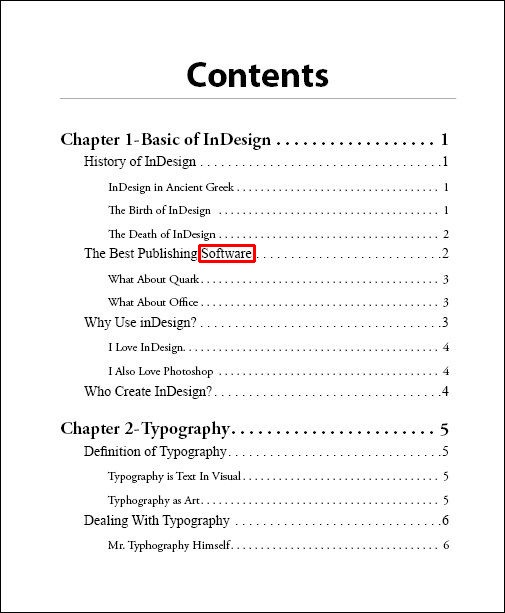 Contents
Chapter 1-Basic of InDesign . . . . . . . . . . . . . . . . . . 1
History of InDesign . . . . . . . . . . . . . . . . . . . . . . . . . . . . . . . . . .1
InDesign in Ancient Greek . . . . . . . . . . . . . . . . . . . . . . . . . . . . . . 1
The Birth of InDesign . . . . . . . . . . . . . . . . . . . . . . . . . . . . . . . . . 1
The Death of InDesign . . . . . . . . . . . . . . . . . . . . . . . . . . . . . . . . . 2
The Best Publishing Software. . . . . . . . . . . . . . . . . . . . . . . . . .2
What About Quark . . . . . . . . . . . . . . . . . . . . . . . . . . . . . . . . . . . 3
What About Office . . . . . . . . . . . . . . . . . . . . . . . . . . . . . . . . . . . 3
Why Use inDesign? . . . . . . . . . . . . . . . . . . . . . . . . . . . . . . . . . .3
I Love InDesign. . . . . . . . . . . . . . . . . . . . . . . . . . . . . . . . . . . . . . 4
I Also Love Photoshop . . . . . . . . . . . . . . . . . . . . . . . . . . . . . . . . . 4
Who Create InDesign? . . . . . . . . . . . . . . . . . . . . . . . . . . . . . . . .4
Chapter 2-Typography. . . . . . . . . . . . . . . . . . . . . . . 5
Definition of Typography . . . . . . . . . . . . . . . . . . . . . . . . . . . . . .5
Typography is Text In Visual . . . . . . . . . . . . . . . . . . . . . . . . . . . . . 5
Typhography as Art. . . . . . . . . . . . . . . . . . . . . . . . . . . . . . . . . . . 5
Dealing With Typography . . . . . . . . . . . . . . . . . . . . . . . . . . . . .6
Mr. Typhography Himself. . . . . . . . . . . . . . . . . . . . . . . . . . . . . . . 6